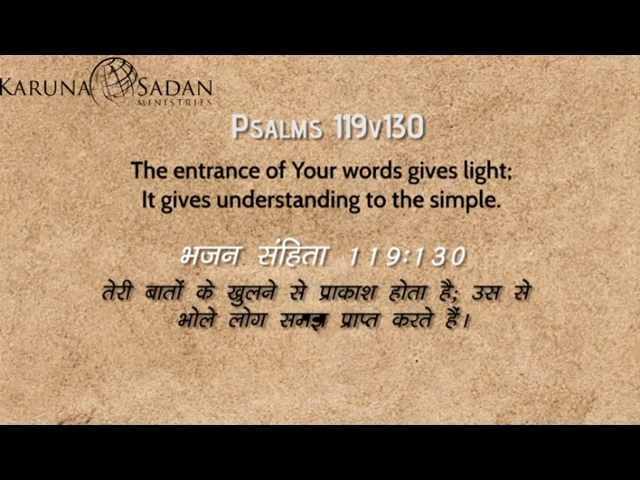 KARUNA SADAN
MINISTRIES
PSALMS 119V130
The entrance of Your words gives light;
It gives understanding to the simple.
भजन संहिता 119:130
तेरी बातों के खुलने से प्राकाश होता है; उस से
भोले लोग समझ प्राप्त करते हैं।